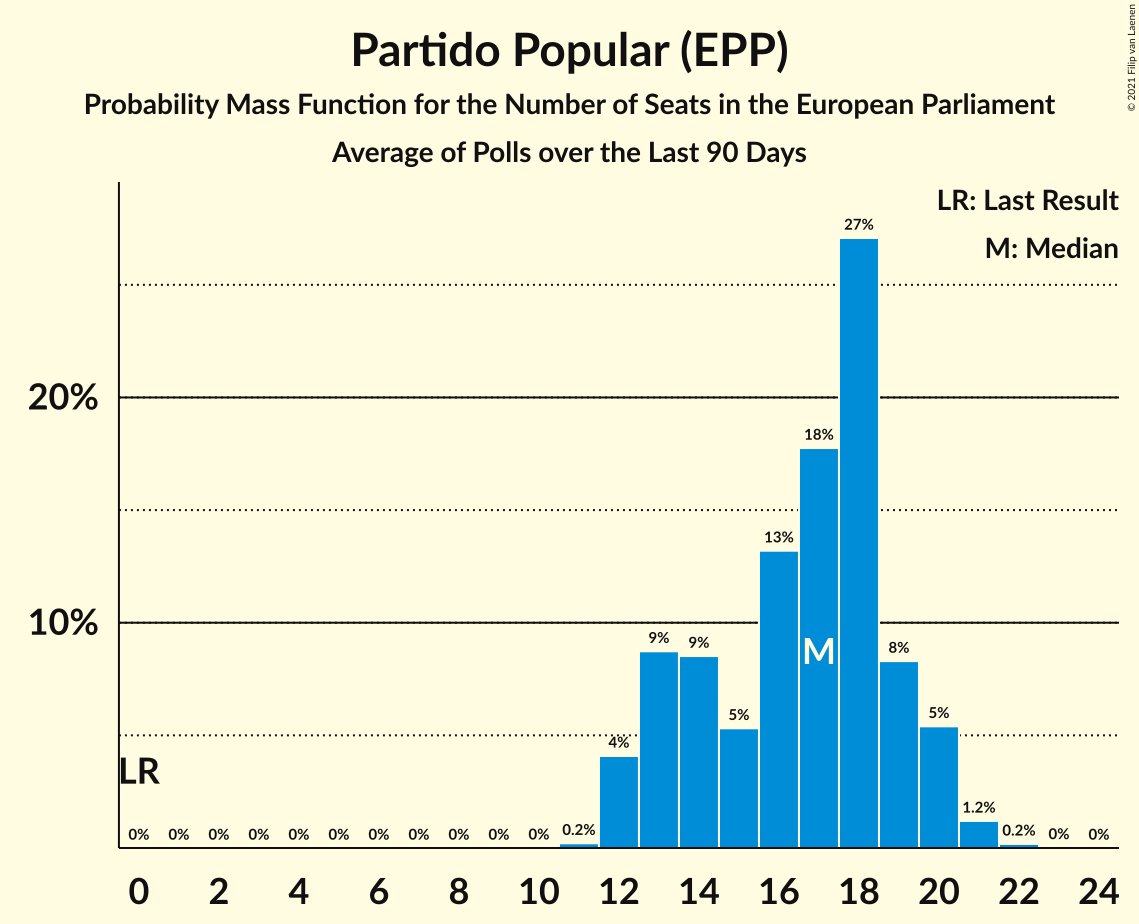 Partido Popular (EPP)
Probability Mass Function for the Number of Seats in the European Parliament
Average of Polls over the Last 90 Days
© 2021 Filip van Laenen
LR: Last Result
M: Median
27%
20%
18%
13%
10%
9%
9%
M
8%
5%
5%
4%
LR
1.2%
0% 0% 0% 0% 0% 0% 0% 0% 0% 0% 0% 0.2% 0.2% 0% 0%
0 2 4 6 8 10 12 14 16 18 20 22 24